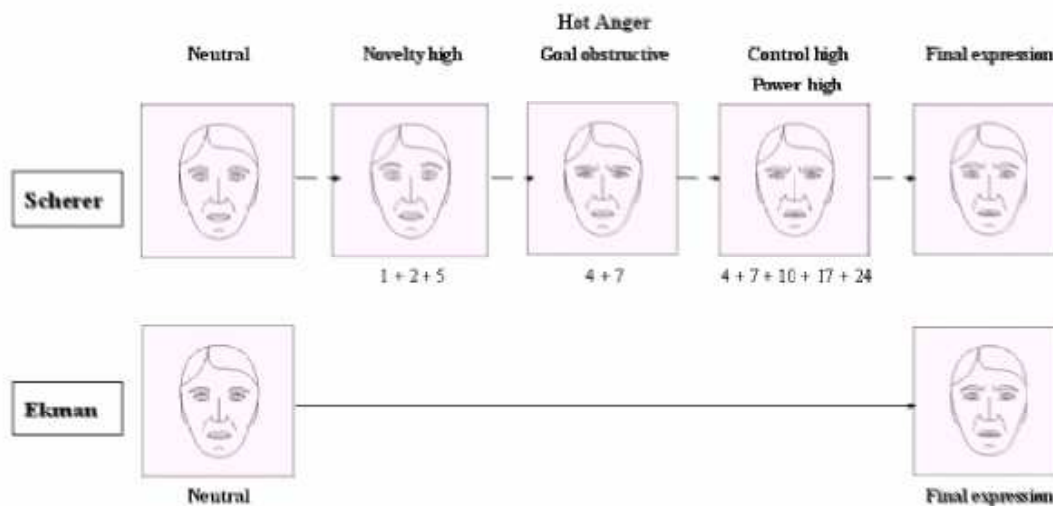 Hot Anger
Neutral Novelty high Goal obstructive Control high Final expression
Power high
Scherer
1 + 2 + 5 4 + 7 4 + 7 + 10 + 17 + 24
Ekman
Neutral Final expression